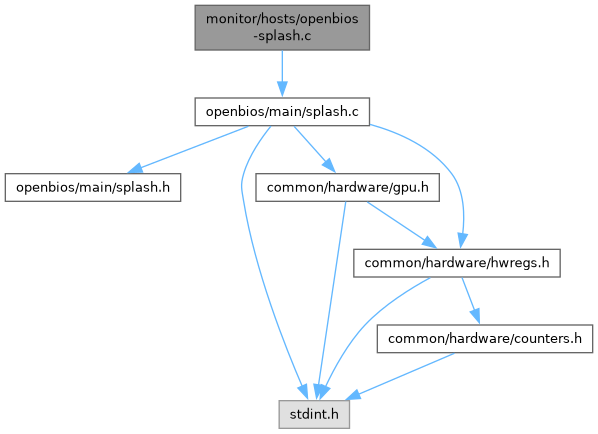 monitor/hosts/openbios
-splash.c
openbios/main/splash.c
openbios/main/splash.h
common/hardware/gpu.h
common/hardware/hwregs.h
common/hardware/counters.h
stdint.h